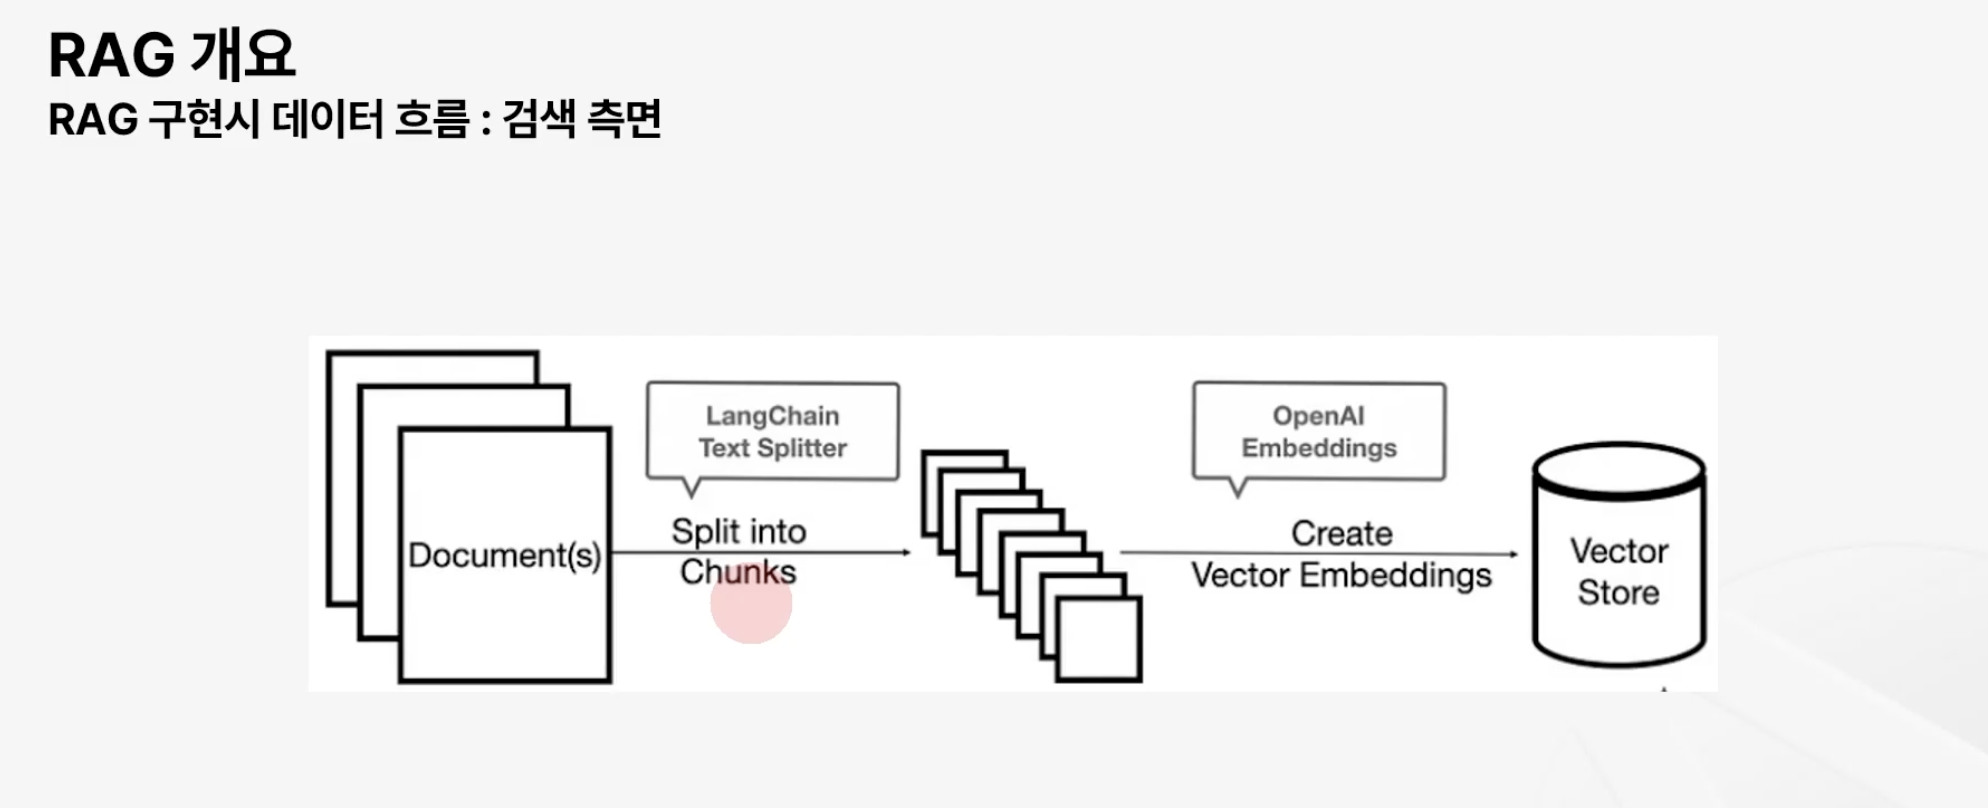 RAG 개요
RAG 구현시 데이터 흐름 : 검색 측면
Document(s)
LangChain
Text Splitter
Split into
Chunks
OpenAI
Embeddings
Create
Vector Embeddings
Vector
Store